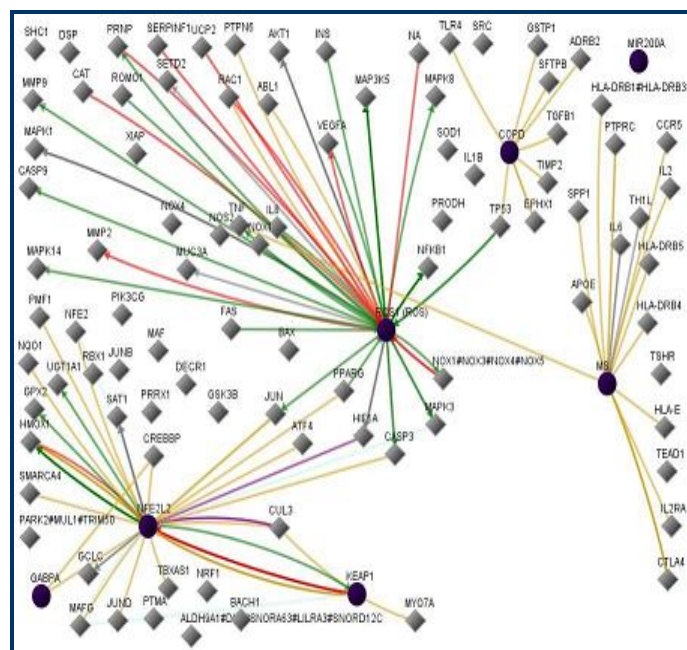 SHC1
DSP
PRNP
SERPINF1
UCP2
PTPN6
AKT1
INS
NA
TLR4
SRC
GSTP1
ADRB2
MIR200A
SETD2
SFTPB
MMP9
CAT
ROMO1
RAC1
ABL1
MAP3K5
MAPK8
HLA-DRB1#HLA-DRB3
MAPK1
XIAP
VEGFA
SOD1
COPD
TGFB1
PTPRC
CCR5
IL1B
TIMP2
IL2
CASP9
NOX4
TNF
IL8
PRODH
TP53
EPHX1
SPP1
TH1L
NOS2
NOX1
MMP2
MUC3A
NFKB1
IL6
HLA-DRB5
MAPK14
PMF1
NFE2
PIK3CG
FAS
BAX
(ROS)
APOE
HLA-DRB4
MS
NQO1
UGT1A1
RBX1
JUNB
MAF
DECR1
NOX1#NOX3#NOX4#NOX5
TSHR
GPX2
SAT1
PRRX1
GSK3B
JUN
PPARG
MAPK3
HLA-E
HMOX1
CREBBP
ATF4
HIF1A
CASP3
TEAD1
SMARCA4
NFE2L2
CUL3
IL2RA
PARK2#MUL1#TRIM50
GCLC
TBXAS1
NRF1
KEAP1
CTLA4
GABPA
MAFG
JUND
PTMA
BACH1
MYO7A